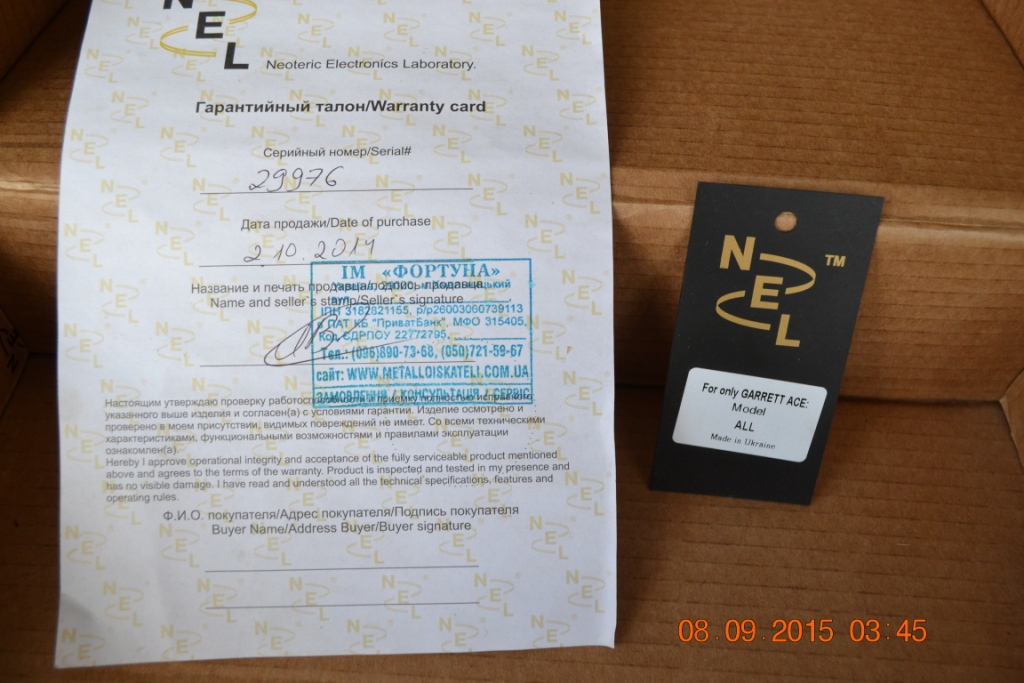 NEL
Neoteric Electronics Laboratory.
Гарантийный талон/Warranty card
Серийный номер/Serial#
29976
Дата продажи/Date of purchase
2.10.2014
ІМ «ФОРТУНА»
Название и печать продавца/подпись продавца
Name and seller`s stamp/Seller`s signature
ІПН 3182821155, р/р26003060739113
ПАТ КБ "ПриватБанк", МФО 315405,
Код ЄДРПОУ 22772795,
Тел.: (096)890-73-68, (050)721-59-67
сайт: WWW.METALLOISKATELI.COM.UA
ЗАМОВЛЕННЯ / КОНСУЛЬТАЦІЯ / СЕРВІС
Настоящим утверждаю проверку работоспособности и приёмку полностью исправного
указанного выше изделия и согласен(а) с условиями гарантии. Изделие осмотрено и
проверено в моем присутствии, видимых повреждений не имеет. Со всеми техническими
характеристиками, функциональными возможностями и правилами эксплуатации
ознакомлен(а).
Hereby I approve operational integrity and acceptance of the fully serviceable product mentioned
above and agrees to the terms of the warranty. Product is inspected and tested in my presence and
has no visible damage. I have read and understood all the technical specifications, features and
operating rules.
Ф.И.О. покупателя/Адрес покупателя/Подпись покупателя
Buyer Name/Address Buyer/Buyer signature
NEL TM
For only GARRETT ACE:
Model
ALL
Made in Ukraine
08.09.2015 03:45